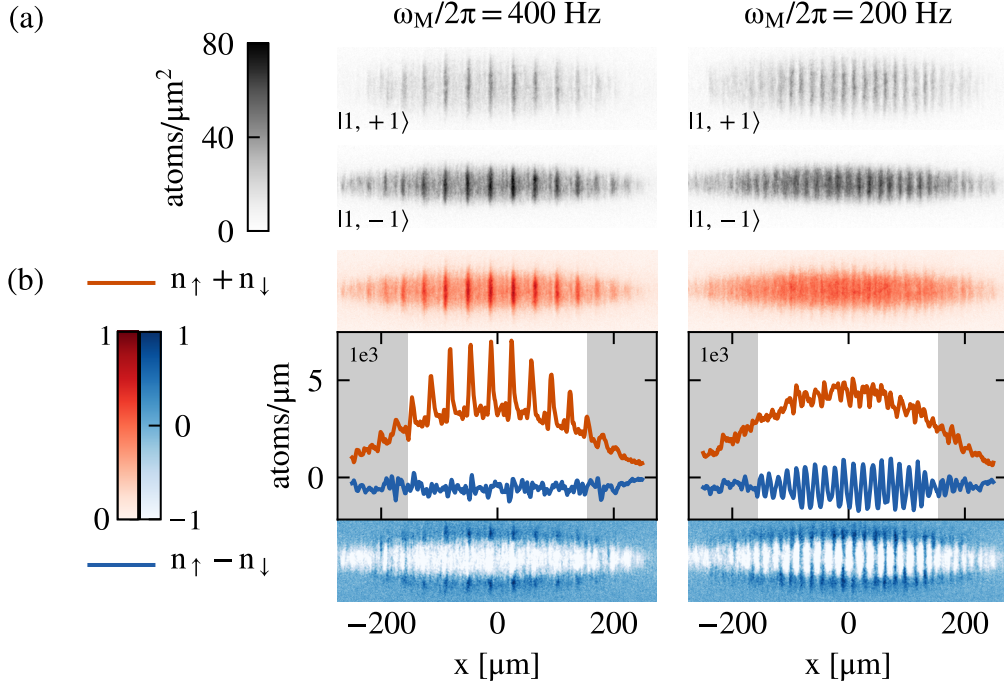 (a)
ω_M/2π = 400 Hz
ω_M/2π = 200 Hz
80
40
0
atoms/μm²
|1, +1⟩
|1, +1⟩
|1, −1⟩
|1, −1⟩
(b)
n↑ + n↓
1
0
1
0
−1
n↑ − n↓
1e3
5
0
atoms/μm
1e3
−200
0
200
−200
0
200
x [μm]
x [μm]